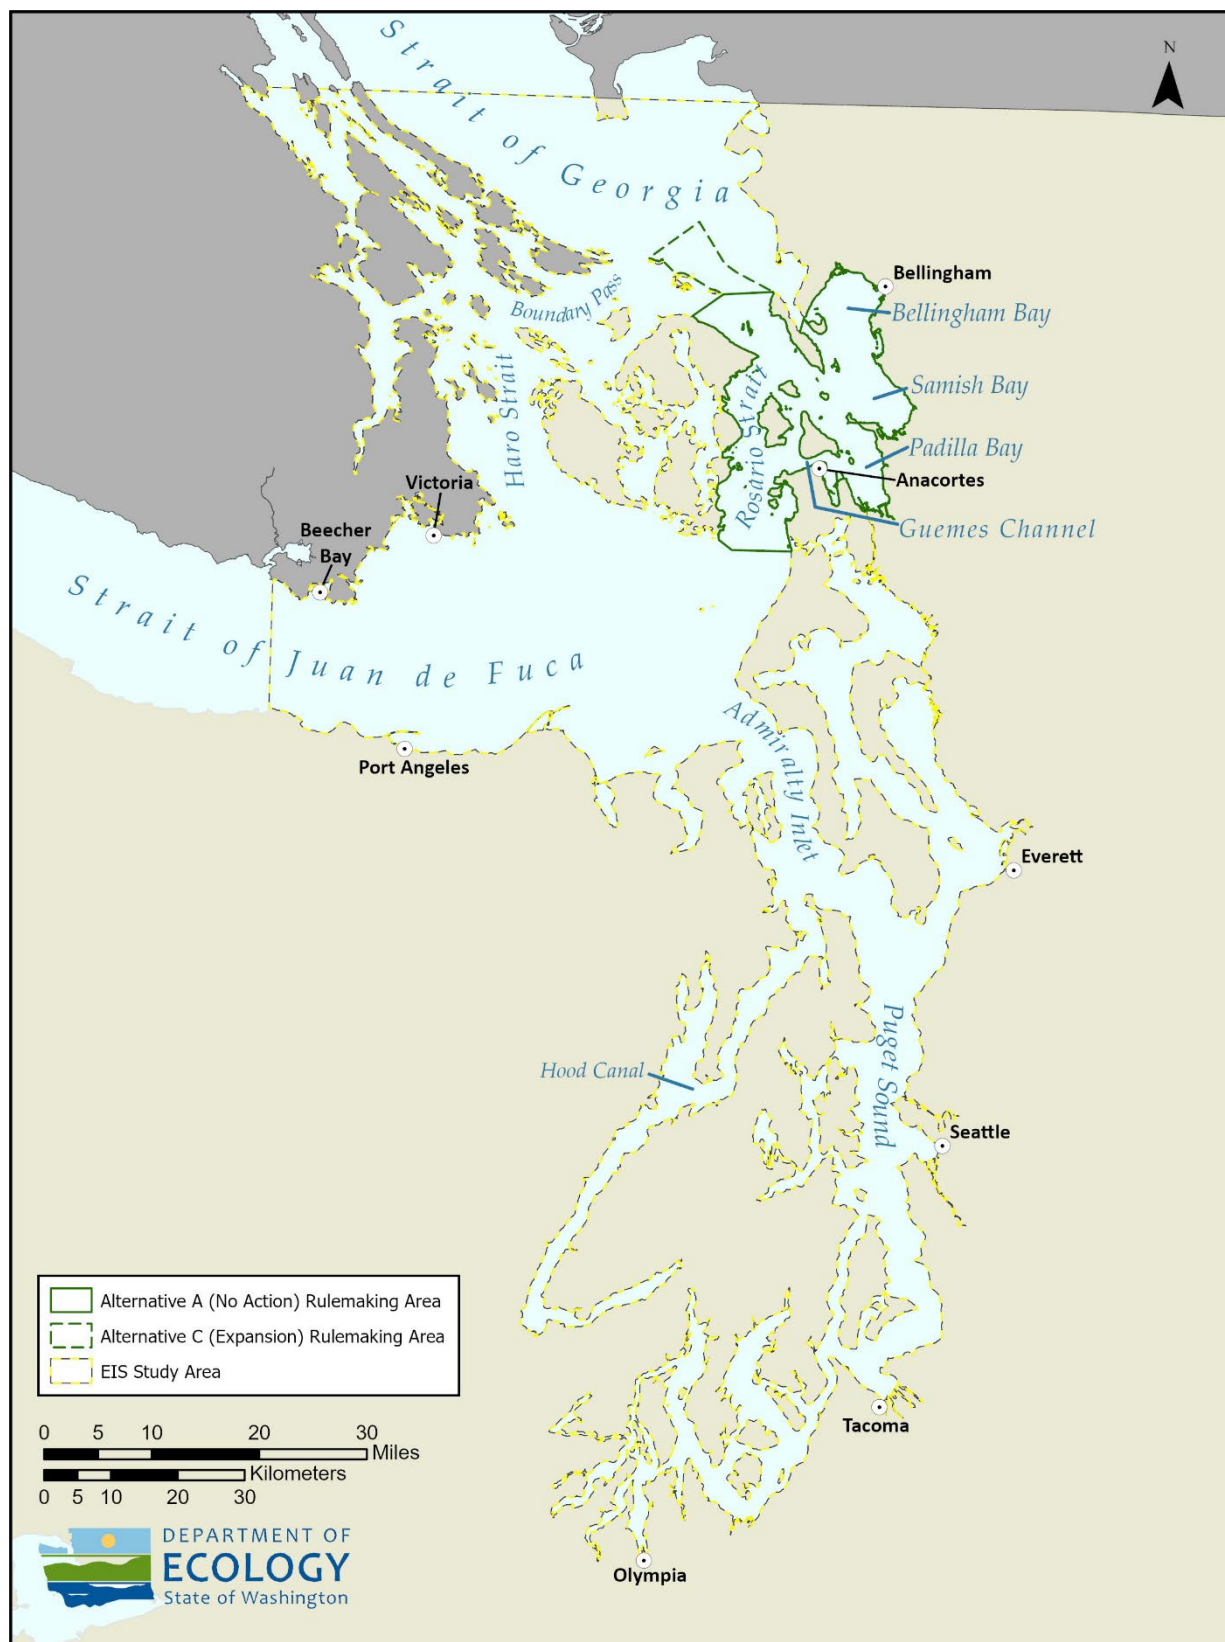 N
Strait of Georgia
Bellingham
Bellingham Bay
Boundary Pass
Haro Strait
Rosario Strait
Samish Bay
Padilla Bay
Anacortes
Guemes Channel
Victoria
Beecher
Bay
Strait of Juan de Fuca
Admiralty Inlet
Port Angeles
Everett
Puget Sound
Hood Canal
Seattle
Alternative A (No Action) Rulemaking Area
Alternative C (Expansion) Rulemaking Area
EIS Study Area
Tacoma
0 5 10 20 30
Miles
Kilometers
0 5 10 20 30
DEPARTMENT OF
ECOLOGY
State of Washington
Olympia